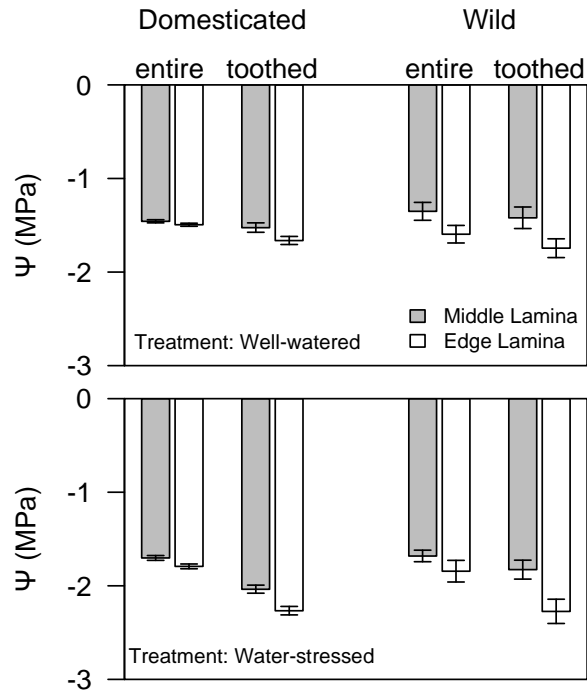 Domesticated Wild
entire toothed entire toothed
0
-1
-2
-3
Ψ (MPa)
Middle Lamina
Edge Lamina
Treatment: Well-watered
0
-1
-2
-3
Ψ (MPa)
Treatment: Water-stressed